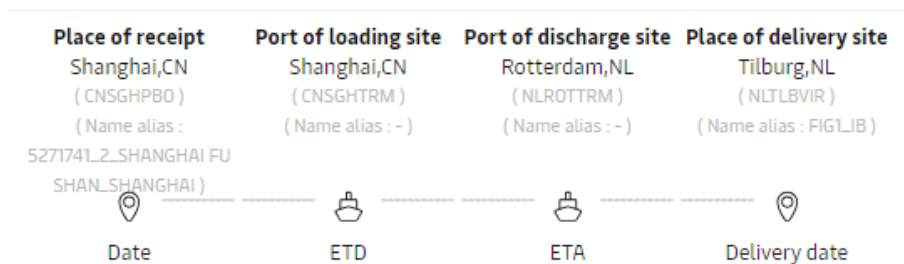 Place of receipt
Shanghai,CN
( CNSGHPBO )
( Name alias :
5271741_2_SHANGHAI FU
SHAN_SHANGHAI )
Date
Port of loading site
Shanghai,CN
( CNSGHTRM )
( Name alias : - )
ETD
Port of discharge site
Rotterdam,NL
( NLROTTRM )
( Name alias : - )
ETA
Place of delivery site
Tilburg,NL
( NLTLBVIR )
( Name alias : FIG1_IB )
Delivery date